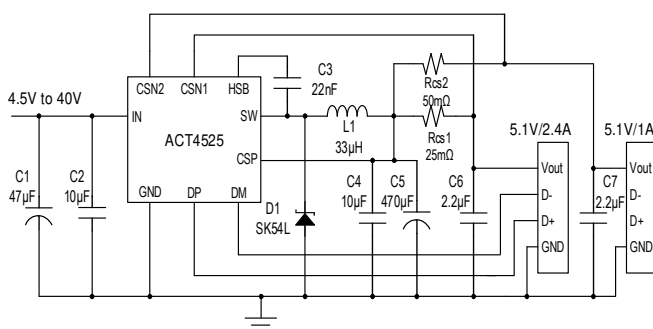 CSN2 CSN1 HSB
C3
22nF
Rcs2
50mΩ
4.5V to 40V
IN
SW
ACT4525
L1
33µH
Rcs1
25mΩ
5.1V/2.4A
5.1V/1A
CSP
C1
47µF
C2
10µF
GND DP DM
D1
SK54L
C4
10µF
C5
470µF
C6
2.2µF
Vout
D-
D+
GND
C7
2.2µF
Vout
D-
D+
GND